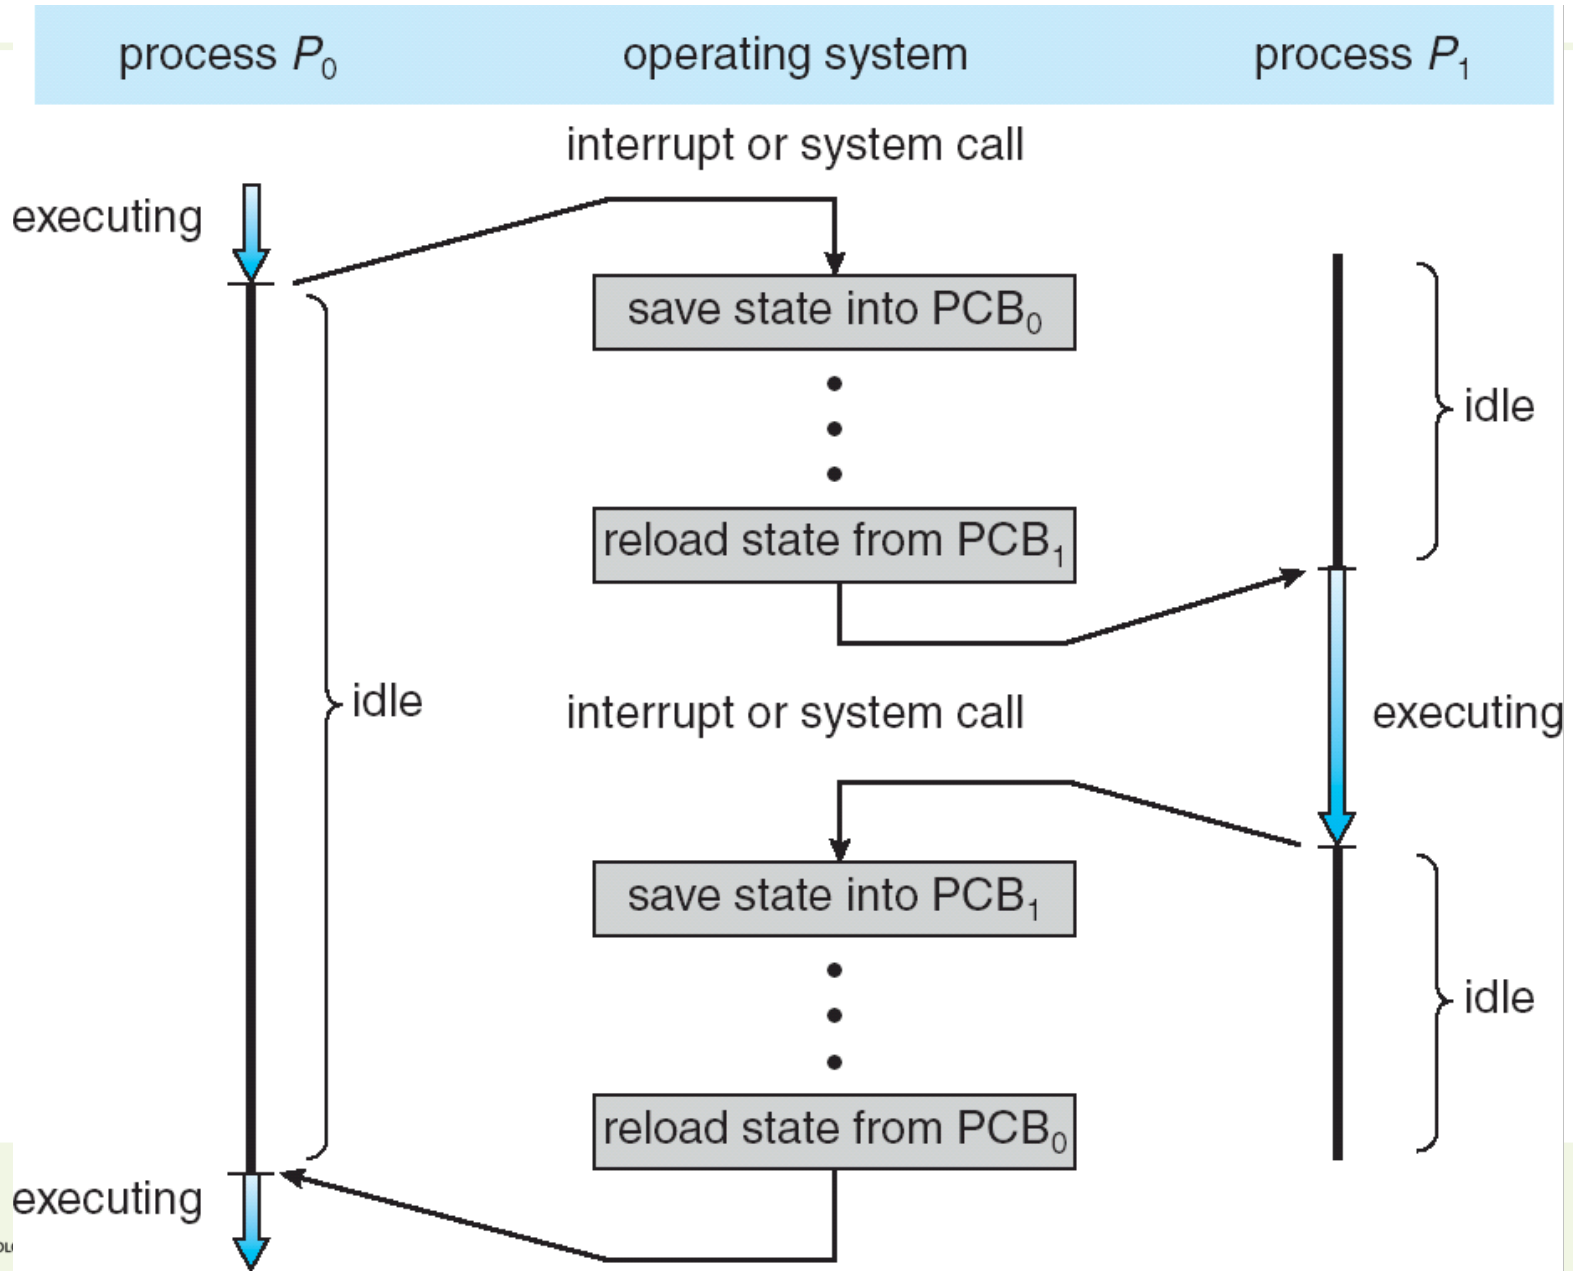 process P₀ operating system process P₁
interrupt or system call
executing
save state into PCB₀
idle
reload state from PCB₁
idle
interrupt or system call
executing
save state into PCB₁
idle
reload state from PCB₀
executing